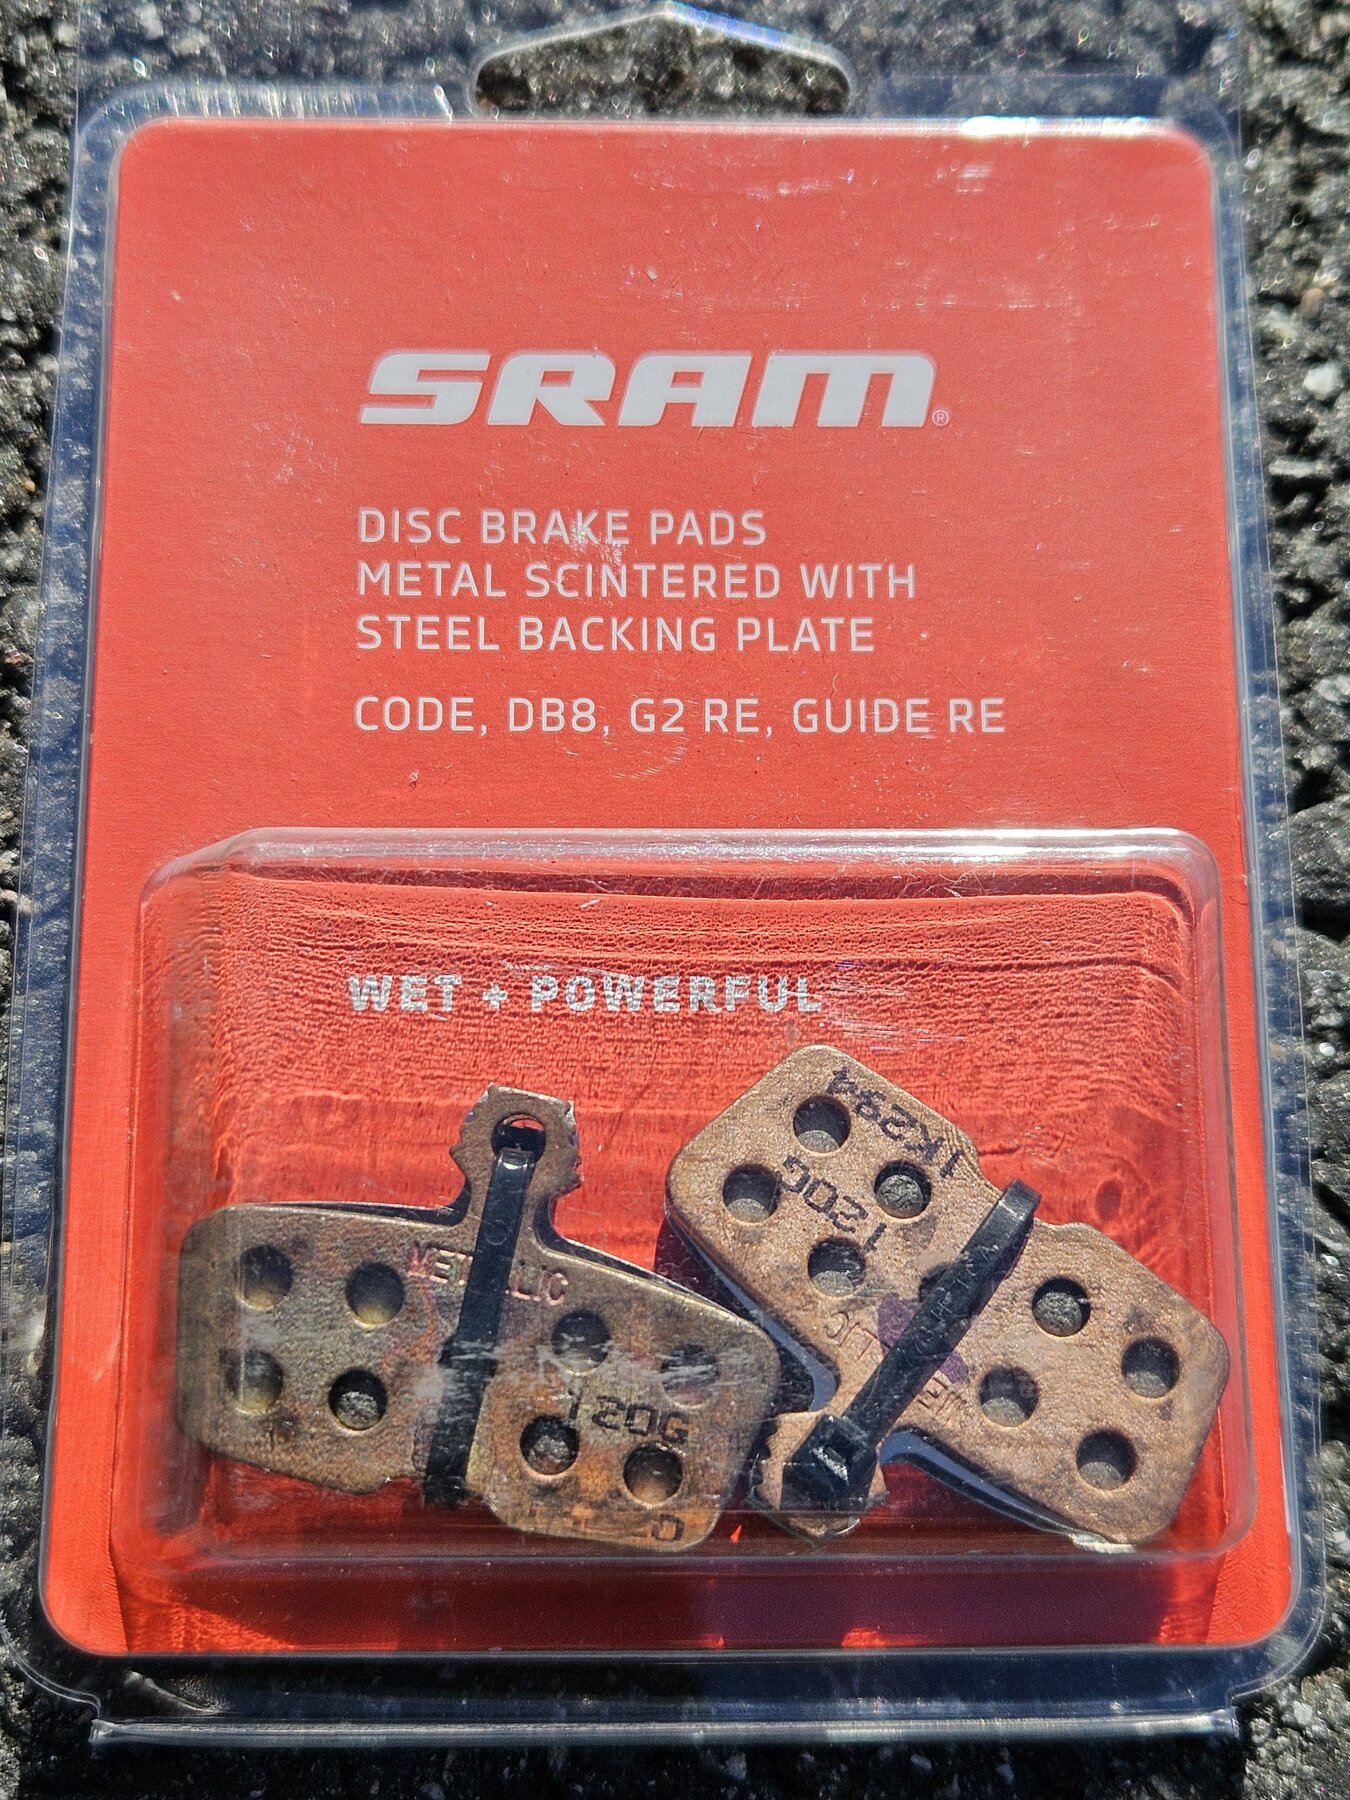 SRAM®
DISC BRAKE PADS
METAL SCINTERED WITH
STEEL BACKING PLATE
CODE, DB8, G2 RE, GUIDE RE
WET + POWERFUL
1K294
120G
METALLIC
120G